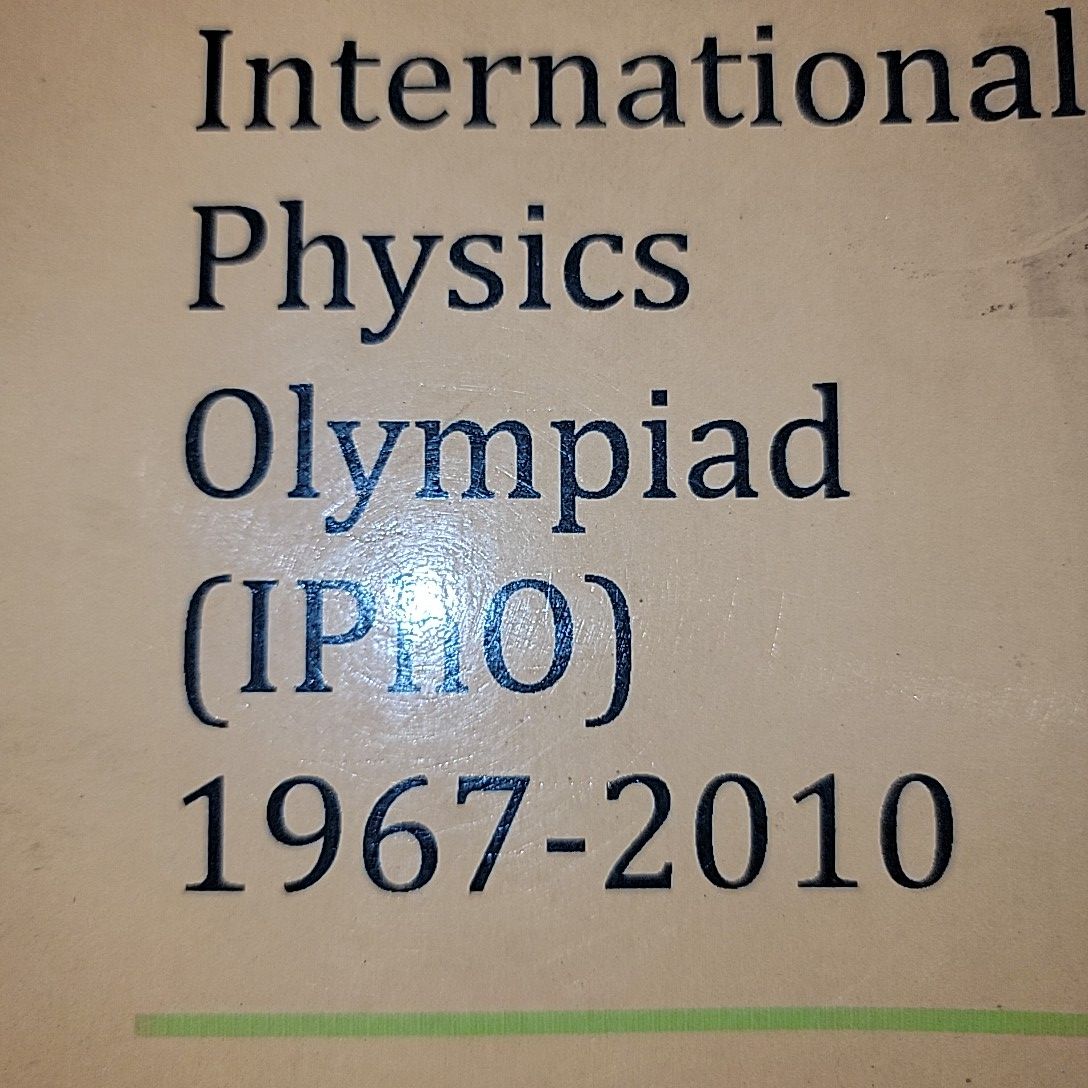 International
Physics
Olympiad
(IPhO)
1967-2010